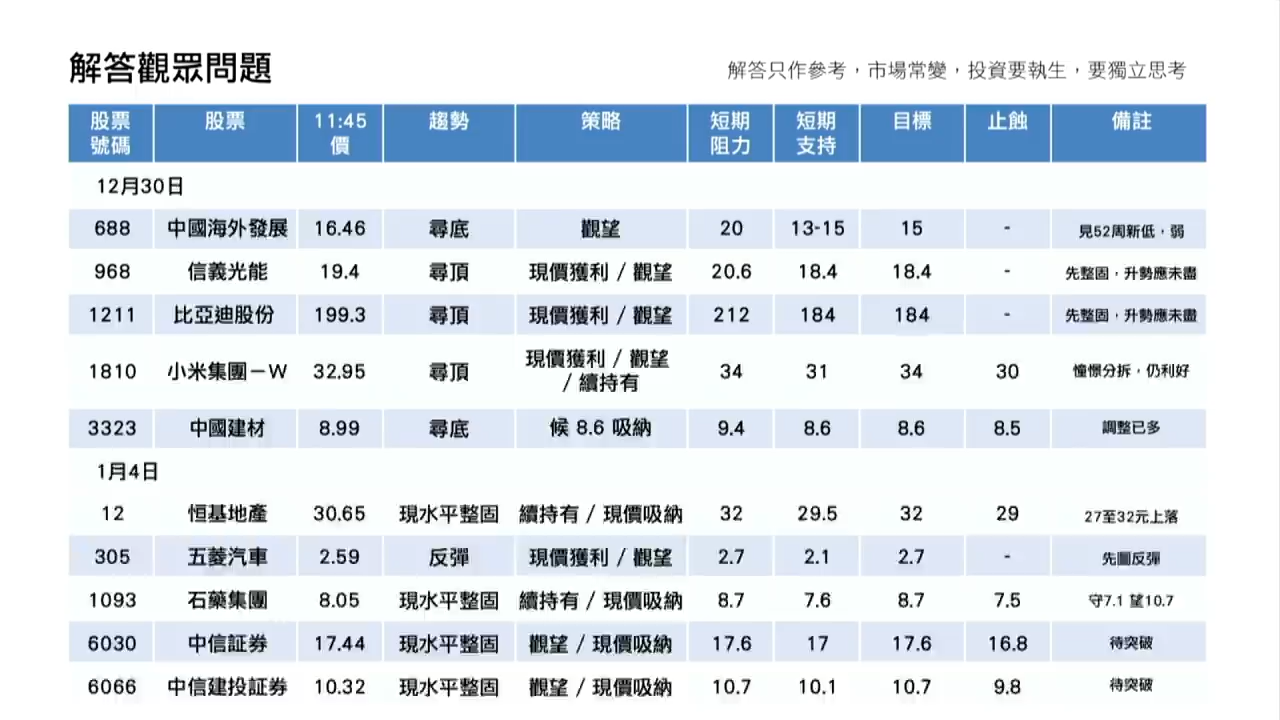 解答觀眾問題
解答只作參考，市場常變，投資要執生，要獨立思考
股票號碼 股票 11:45價 趨勢 策略 短期阻力 短期支持 目標 止蝕 備註
12月30日
688 中國海外發展 16.46 尋底 觀望 20 13-15 15 - 見52周新低，弱
968 信義光能 19.4 尋頂 現價獲利 / 觀望 20.6 18.4 18.4 - 先整固，升勢應未盡
1211 比亞迪股份 199.3 尋頂 現價獲利 / 觀望 212 184 184 - 先整固，升勢應未盡
1810 小米集團－W 32.95 尋頂 現價獲利 / 觀望 / 續持有 34 31 34 30 憧憬分拆，仍利好
3323 中國建材 8.99 尋底 候 8.6 吸納 9.4 8.6 8.6 8.5 調整已多
1月4日
12 恒基地產 30.65 現水平整固 續持有 / 現價吸納 32 29.5 32 29 27至32元上落
305 五菱汽車 2.59 反彈 現價獲利 / 觀望 2.7 2.1 2.7 - 先圖反彈
1093 石藥集團 8.05 現水平整固 續持有 / 現價吸納 8.7 7.6 8.7 7.5 守7.1 望10.7
6030 中信証券 17.44 現水平整固 觀望 / 現價吸納 17.6 17 17.6 16.8 待突破
6066 中信建投証券 10.32 現水平整固 觀望 / 現價吸納 10.7 10.1 10.7 9.8 待突破